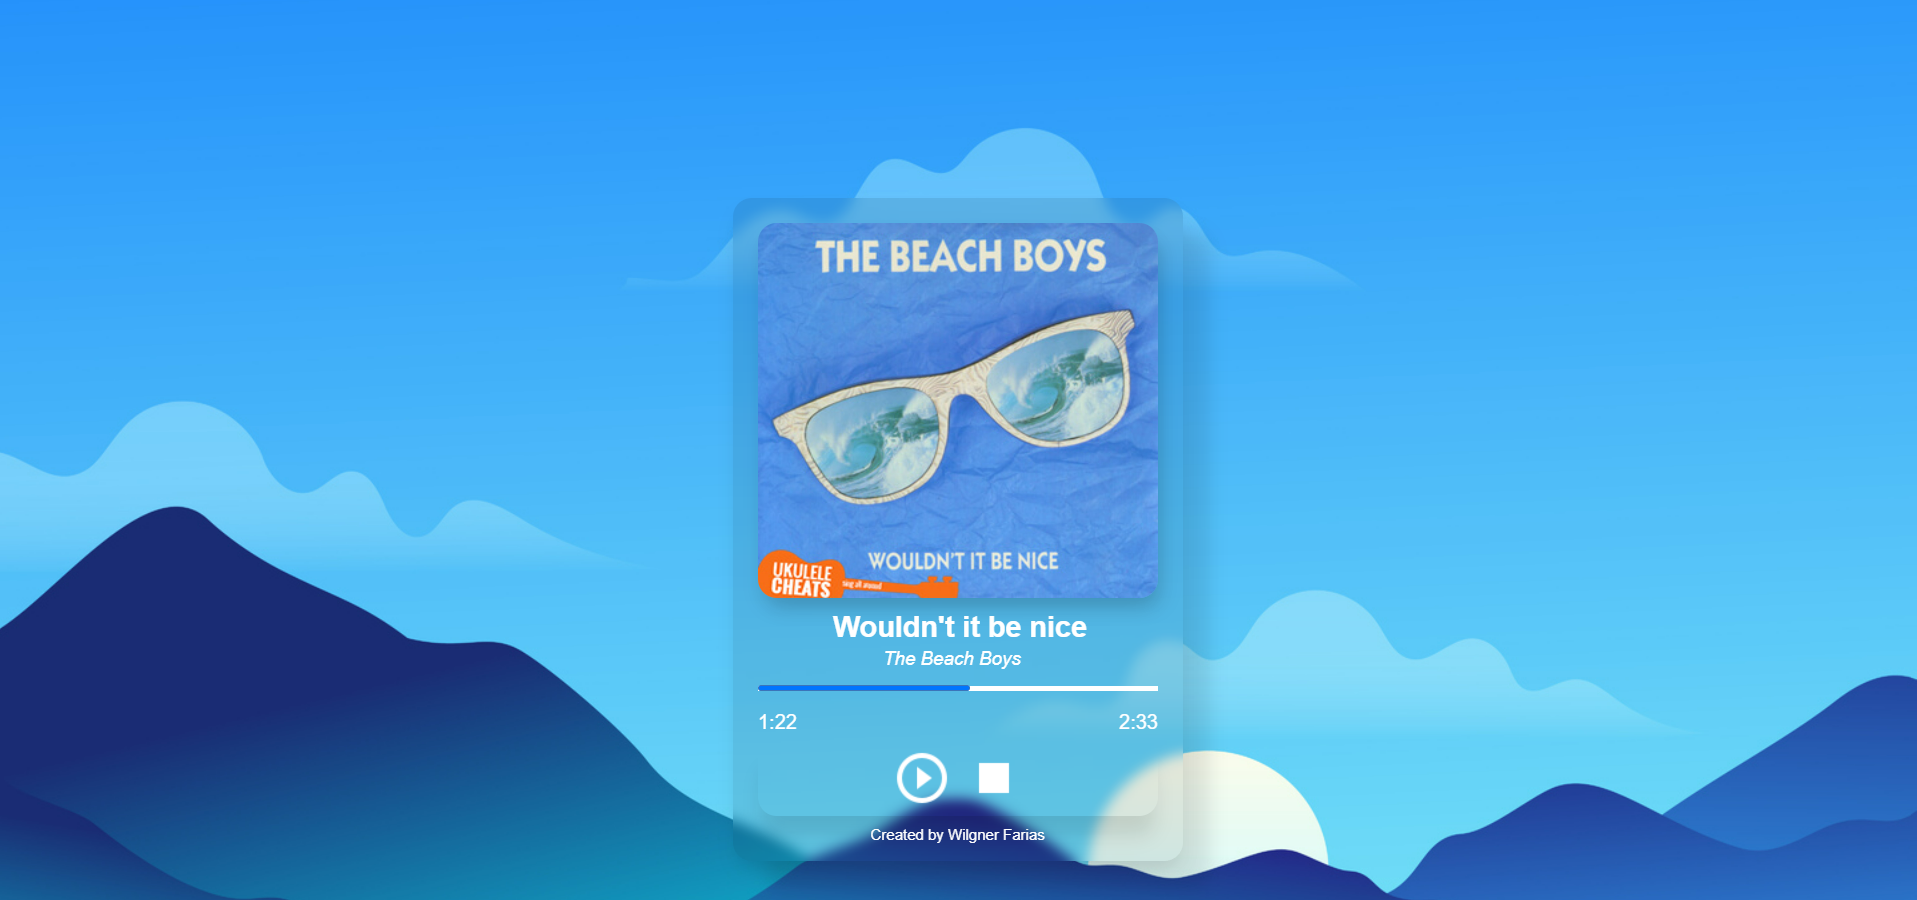 THE BEACH BOYS
WOULDN'T IT BE NICE
UKULELE
CHEATS
Wouldn't it be nice
The Beach Boys
1:22
2:33
Created by Wilgner Farias